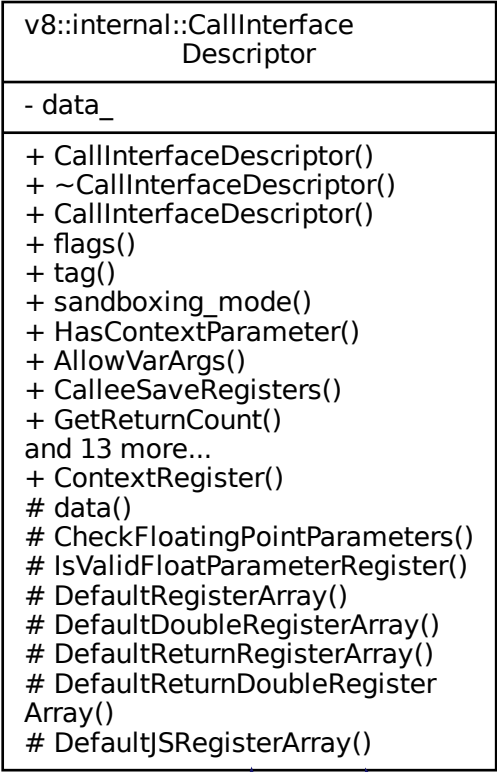 v8::internal::CallInterface
Descriptor
- data_
+ CallInterfaceDescriptor()
+ ~CallInterfaceDescriptor()
+ CallInterfaceDescriptor()
+ flags()
+ tag()
+ sandboxing_mode()
+ HasContextParameter()
+ AllowVarArgs()
+ CalleeSaveRegisters()
+ GetReturnCount()
and 13 more...
+ ContextRegister()
# data()
# CheckFloatingPointParameters()
# IsValidFloatParameterRegister()
# DefaultRegisterArray()
# DefaultDoubleRegisterArray()
# DefaultReturnRegisterArray()
# DefaultReturnDoubleRegister
Array()
# DefaultJSRegisterArray()